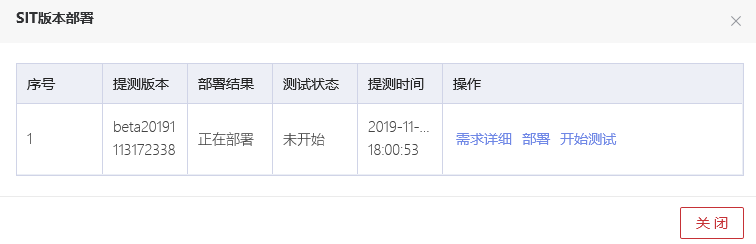 SIT版本部署
序号 提测版本 部署结果 测试状态 提测时间 操作
1 beta20191113172338 正在部署 未开始 2019-11-... 18:00:53 需求详细 部署 开始测试
关 闭